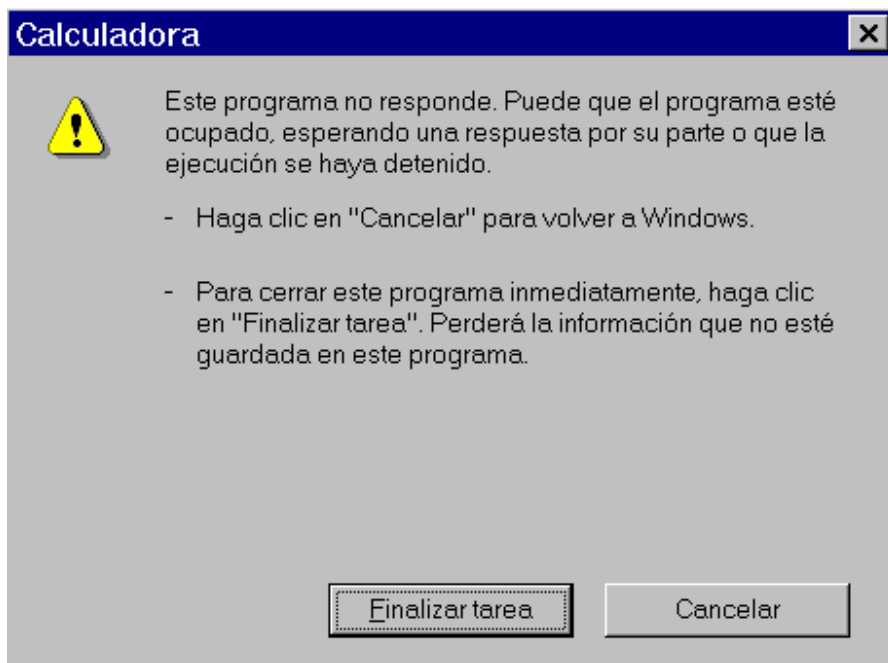 Calculadora
Este programa no responde. Puede que el programa esté
ocupado, esperando una respuesta por su parte o que la
ejecución se haya detenido.
- Haga clic en "Cancelar" para volver a Windows.
- Para cerrar este programa inmediatamente, haga clic
en "Finalizar tarea". Perderá la información que no esté
guardada en este programa.
Finalizar tarea
Cancelar